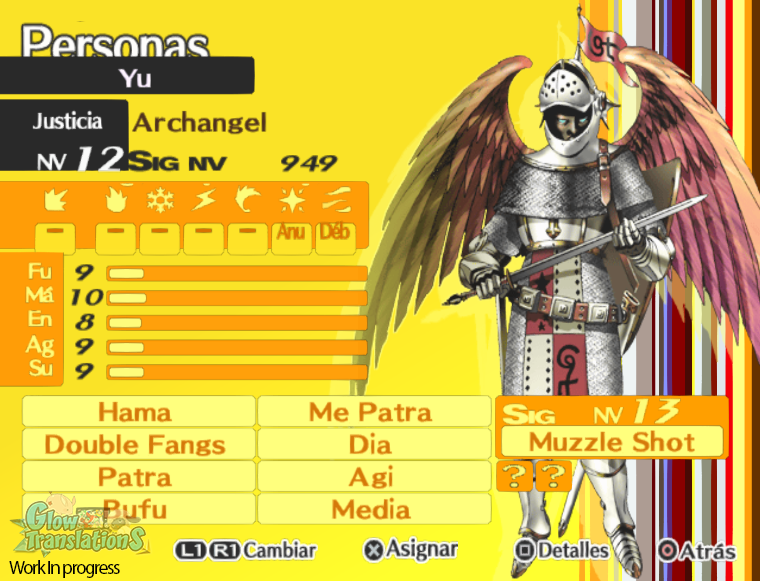 Personas
Yu
Justicia Archangel
NV 12 SIG NV 949
Anu Déb
Fu 9
Má 10
En 8
Ag 9
Su 9
Hama Me Patra
Double Fangs Dia
Patra Agi
Bufu Media
SIG NV 13
Muzzle Shot
? ?
Glow Translations
Work In progress
L1 R1 Cambiar Asignar Detalles Atrás